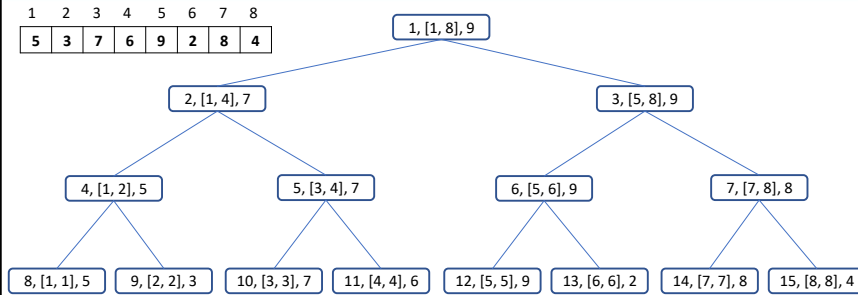 1 2 3 4 5 6 7 8
5 3 7 6 9 2 8 4
1, [1, 8], 9
2, [1, 4], 7
3, [5, 8], 9
4, [1, 2], 5
5, [3, 4], 7
6, [5, 6], 9
7, [7, 8], 8
8, [1, 1], 5
9, [2, 2], 3
10, [3, 3], 7
11, [4, 4], 6
12, [5, 5], 9
13, [6, 6], 2
14, [7, 7], 8
15, [8, 8], 4